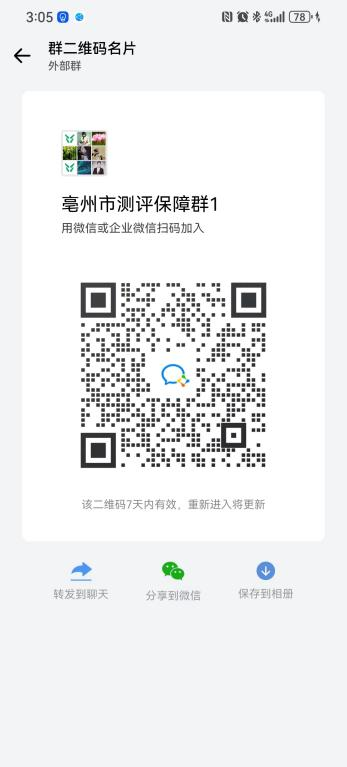 3:05
4G
78
群二维码名片
外部群
亳州市测评保障群1
用微信或企业微信扫码加入
该二维码7天内有效，重新进入将更新
转发到聊天
分享到微信
保存到相册